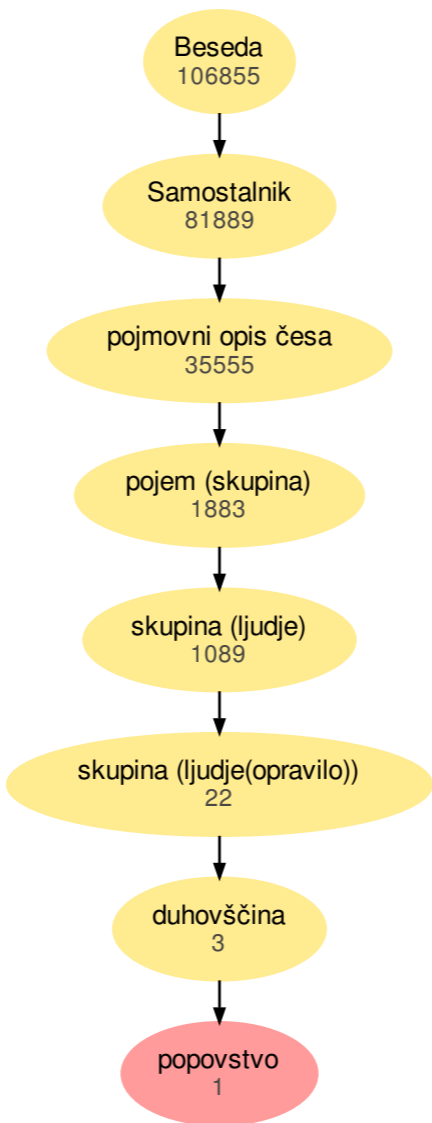 Beseda
106855
Samostalnik
81889
pojmovni opis česa
35555
pojem (skupina)
1883
skupina (ljudje)
1089
skupina (ljudje(opravilo))
22
duhovščina
3
popovstvo
1